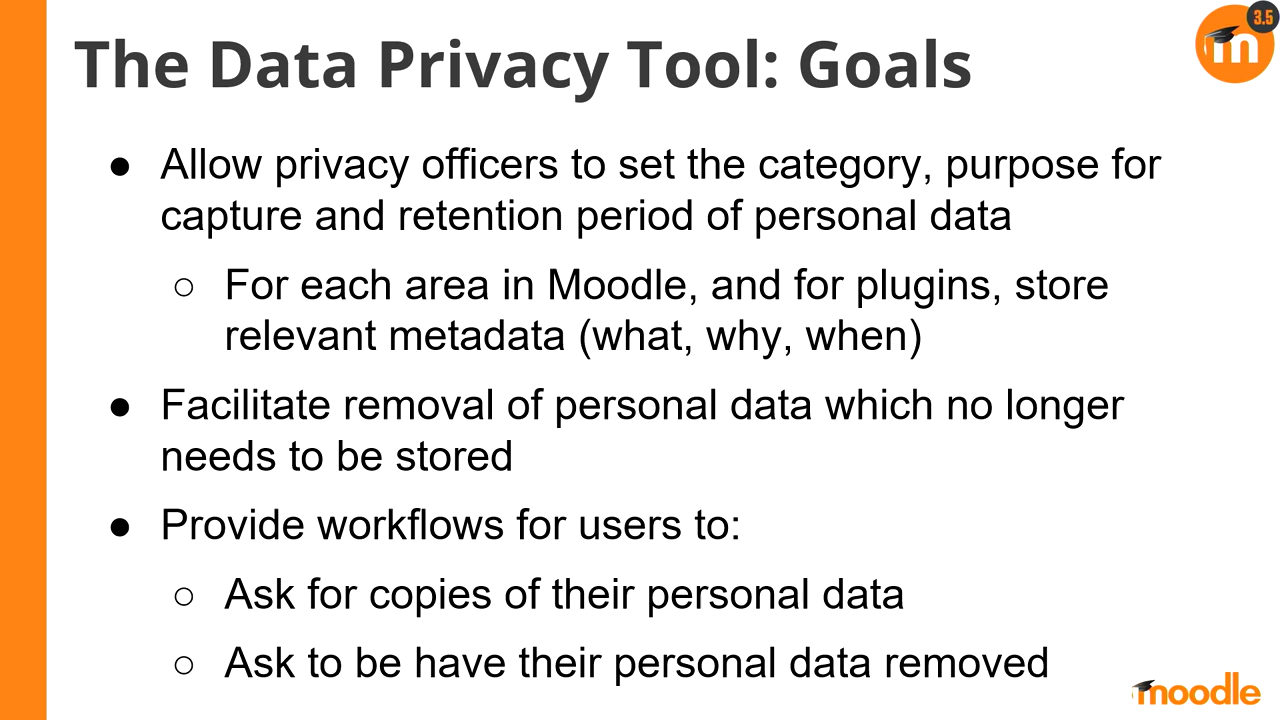 The Data Privacy Tool: Goals
3.5
m
● Allow privacy officers to set the category, purpose for
capture and retention period of personal data
○ For each area in Moodle, and for plugins, store
relevant metadata (what, why, when)
● Facilitate removal of personal data which no longer
needs to be stored
● Provide workflows for users to:
○ Ask for copies of their personal data
○ Ask to be have their personal data removed
moodle